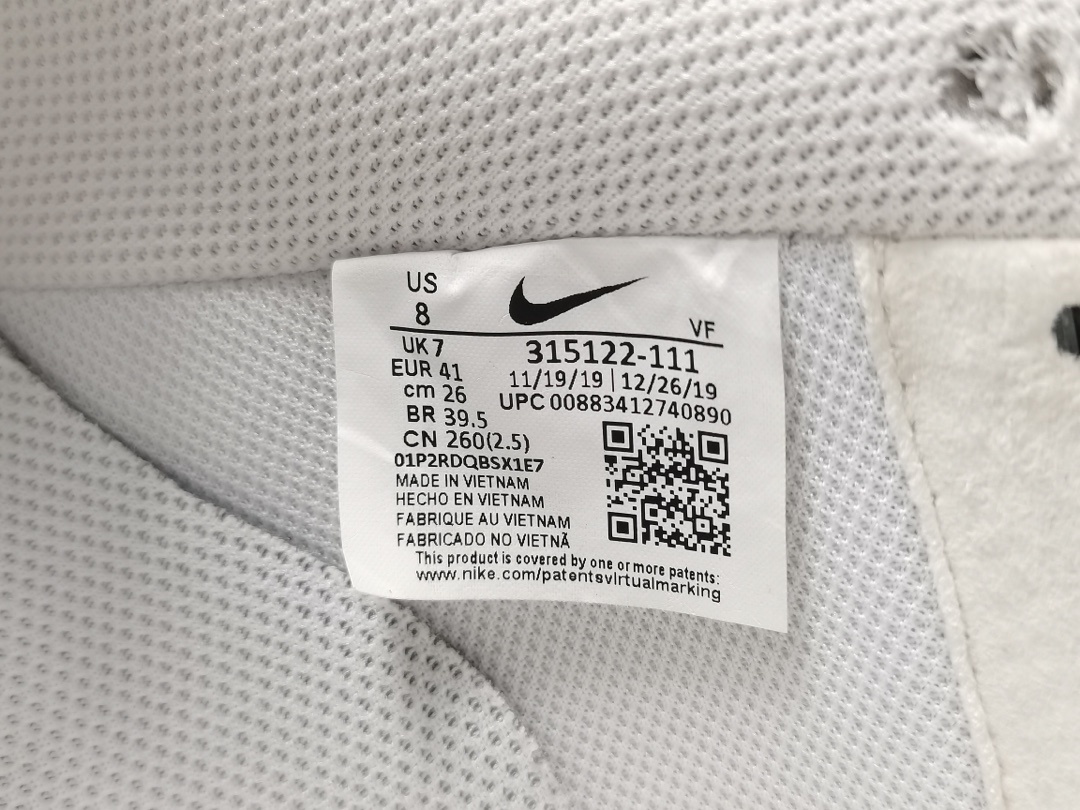 US
8
VF
UK 7
315122-111
EUR 41
11/19/19 | 12/26/19
cm 26
UPC 00883412740890
BR 39.5
CN 260(2.5)
01P2RDQBSX1E7
MADE IN VIETNAM
HECHO EN VIETNAM
FABRIQUE AU VIETNAM
FABRICADO NO VIETNÃ
This product is covered by one or more patents:
www.nike.com/patentsvlrtualmarking